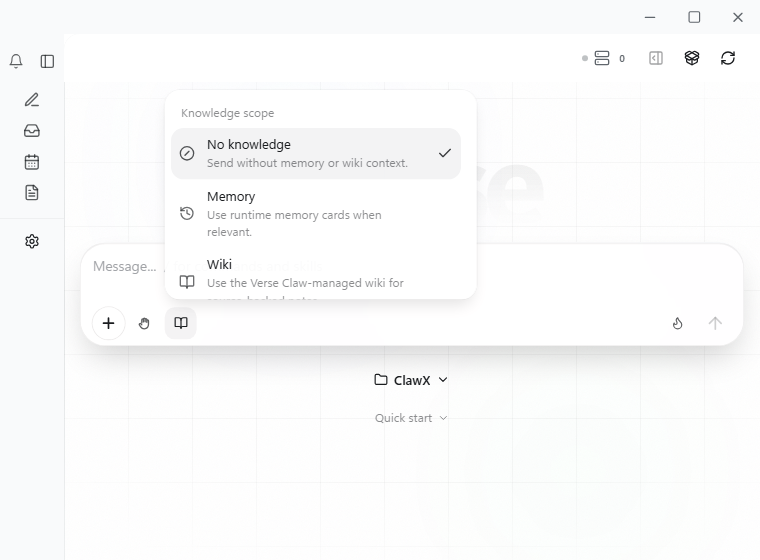 0
Knowledge scope
No knowledge
Send without memory or wiki context.
Memory
Use runtime memory cards when
relevant.
Wiki
Use the Verse Claw-managed wiki for
Message...
ClawX
Quick start